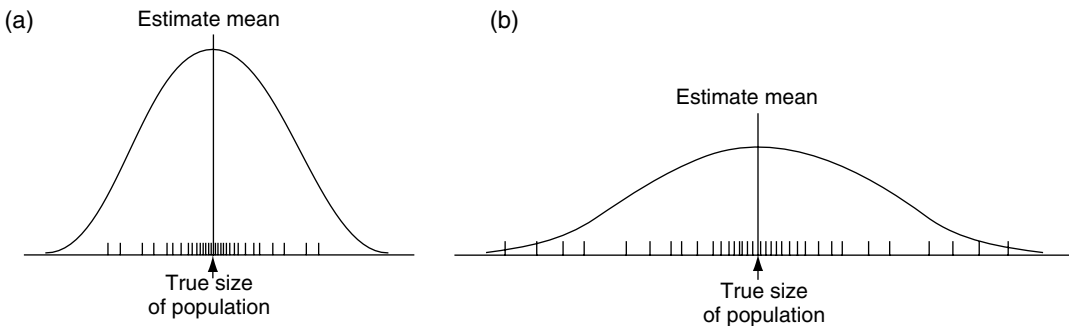 (a)
Estimate mean
True size
of population
(b)
Estimate mean
True size
of population